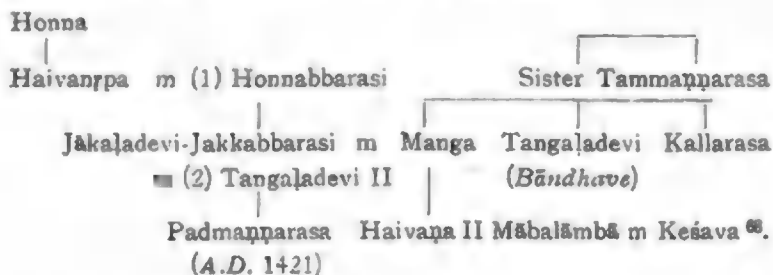 Honna
Haivanṛpa m (1) Honnabbarasi Sister Tammaṇṇarasa
Jākaḷadevi-Jakkabbarasi m Manga Tangaḷadevi Kallarasa
m (2) Tangaḷadevi II (Bāndhave)
Padmaṇṇarasa Haivaṇa II Mābalāmbā m Keśava 66.
(A.D. 1421)